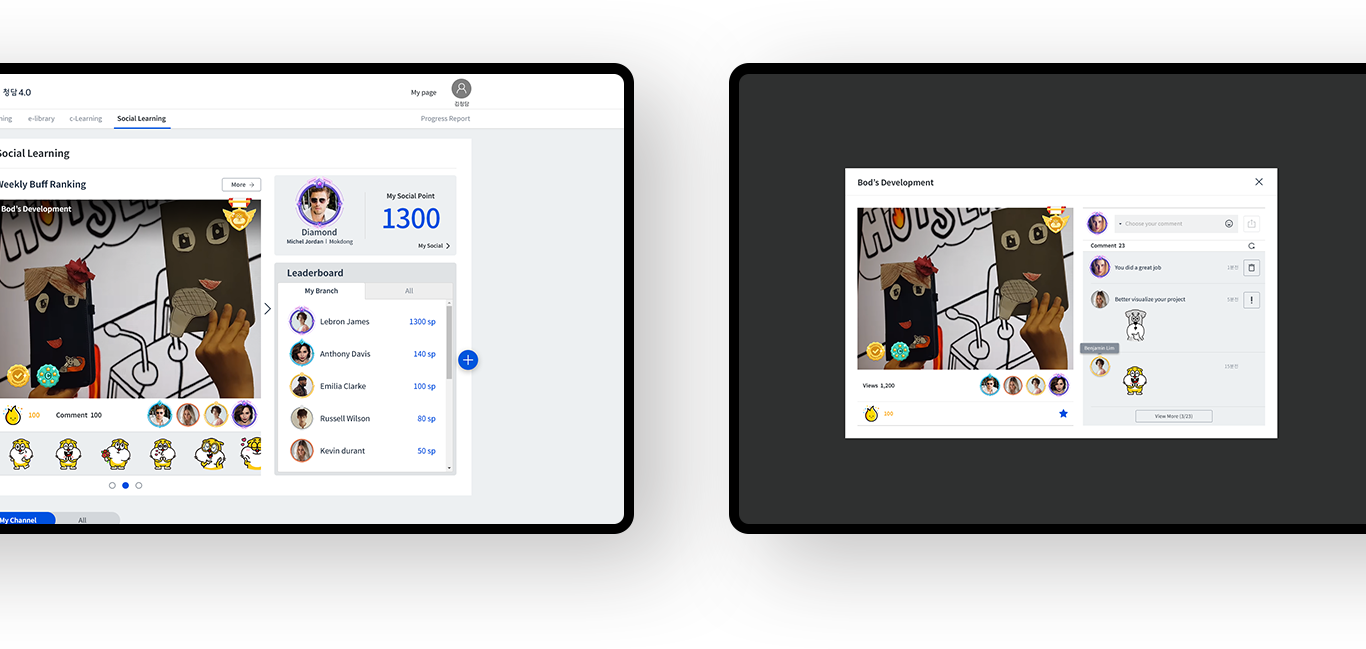 청담 4.0
My page
김청담
ning
e-library
c-Learning
Social Learning
Progress Report
Social Learning
Weekly Buff Ranking
More
Bod's Development
My Social Point
1300
Diamond
Michel Jordan | Mokdong
My Social
Leaderboard
My Branch
All
Lebron James
1300 sp
Anthony Davis
140 sp
Emilia Clarke
100 sp
Russell Wilson
80 sp
Kevin durant
50 sp
100
Comment 100
My Channel
All
Bod's Development
Choose your comment
Comment 23
You did a great job
1분전
Better visualize your project
5분전
Benjamin Lim
15분전
Views 1,200
100
View More (3/23)